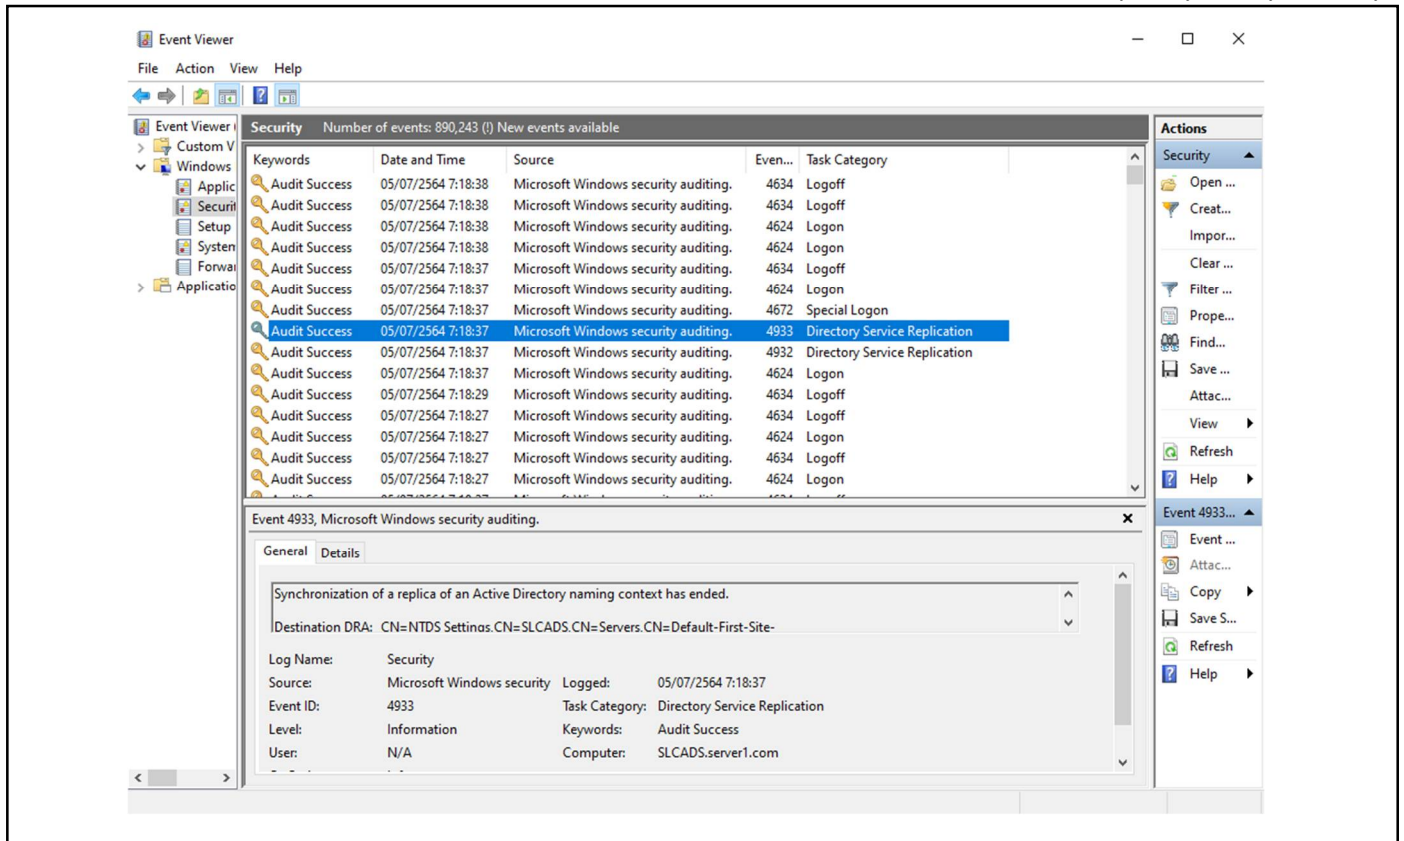 Event Viewer
File Action View Help
Event Viewer
Custom V
Windows
Applic
Securit
Setup
System
Forwar
Applicatio
Security Number of events: 890,243 (!) New events available
Keywords Date and Time Source Even... Task Category
Audit Success 05/07/2564 7:18:38 Microsoft Windows security auditing. 4634 Logoff
Audit Success 05/07/2564 7:18:38 Microsoft Windows security auditing. 4634 Logoff
Audit Success 05/07/2564 7:18:38 Microsoft Windows security auditing. 4624 Logon
Audit Success 05/07/2564 7:18:38 Microsoft Windows security auditing. 4624 Logon
Audit Success 05/07/2564 7:18:37 Microsoft Windows security auditing. 4634 Logoff
Audit Success 05/07/2564 7:18:37 Microsoft Windows security auditing. 4624 Logon
Audit Success 05/07/2564 7:18:37 Microsoft Windows security auditing. 4672 Special Logon
Audit Success 05/07/2564 7:18:37 Microsoft Windows security auditing. 4933 Directory Service Replication
Audit Success 05/07/2564 7:18:37 Microsoft Windows security auditing. 4932 Directory Service Replication
Audit Success 05/07/2564 7:18:37 Microsoft Windows security auditing. 4624 Logon
Audit Success 05/07/2564 7:18:29 Microsoft Windows security auditing. 4634 Logoff
Audit Success 05/07/2564 7:18:27 Microsoft Windows security auditing. 4634 Logoff
Audit Success 05/07/2564 7:18:27 Microsoft Windows security auditing. 4624 Logon
Audit Success 05/07/2564 7:18:27 Microsoft Windows security auditing. 4634 Logoff
Audit Success 05/07/2564 7:18:27 Microsoft Windows security auditing. 4624 Logon
Event 4933, Microsoft Windows security auditing.
General Details
Synchronization of a replica of an Active Directory naming context has ended.
Destination DRA: CN=NTDS Settings,CN=SLCADS,CN=Servers,CN=Default-First-Site-
Log Name: Security
Source: Microsoft Windows security Logged: 05/07/2564 7:18:37
Event ID: 4933 Task Category: Directory Service Replication
Level: Information Keywords: Audit Success
User: N/A Computer: SLCADS.server1.com
Actions
Security
Open ...
Creat...
Impor...
Clear ...
Filter ...
Prope...
Find...
Save ...
Attac...
View
Refresh
Help
Event 4933...
Event ...
Attac...
Copy
Save S...
Refresh
Help